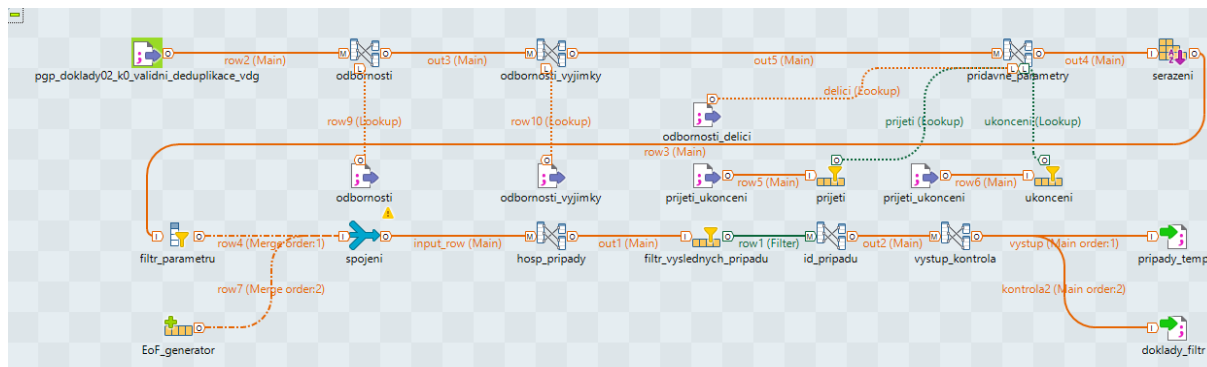 row2 (Main)
out3 (Main)
out5 (Main)
out4 (Main)
pgp_doklady02_k0_validni_deduplikace_vdg
odbornosti
odbornosti_vyjimky
pridavne_parametry
serazeni
delici (Lookup)
row9 (Lookup)
row10 (Lookup)
prijeti (Lookup)
ukonceni (Lookup)
odbornosti_delici
row3 (Main)
row5 (Main)
row6 (Main)
odbornosti
odbornosti_vyjimky
prijeti_ukonceni
prijeti
prijeti_ukonceni
ukonceni
row4 (Merge order:1)
input_row (Main)
out1 (Main)
row1 (Filter)
out2 (Main)
vystup (Main order:1)
filtr_parametru
spojeni
hosp_pripady
filtr_vyslednych_pripadu
id_pripadu
vystup_kontrola
pripady_temp
row7 (Merge order:2)
kontrola2 (Main order:2)
EoF_generator
doklady_filtr